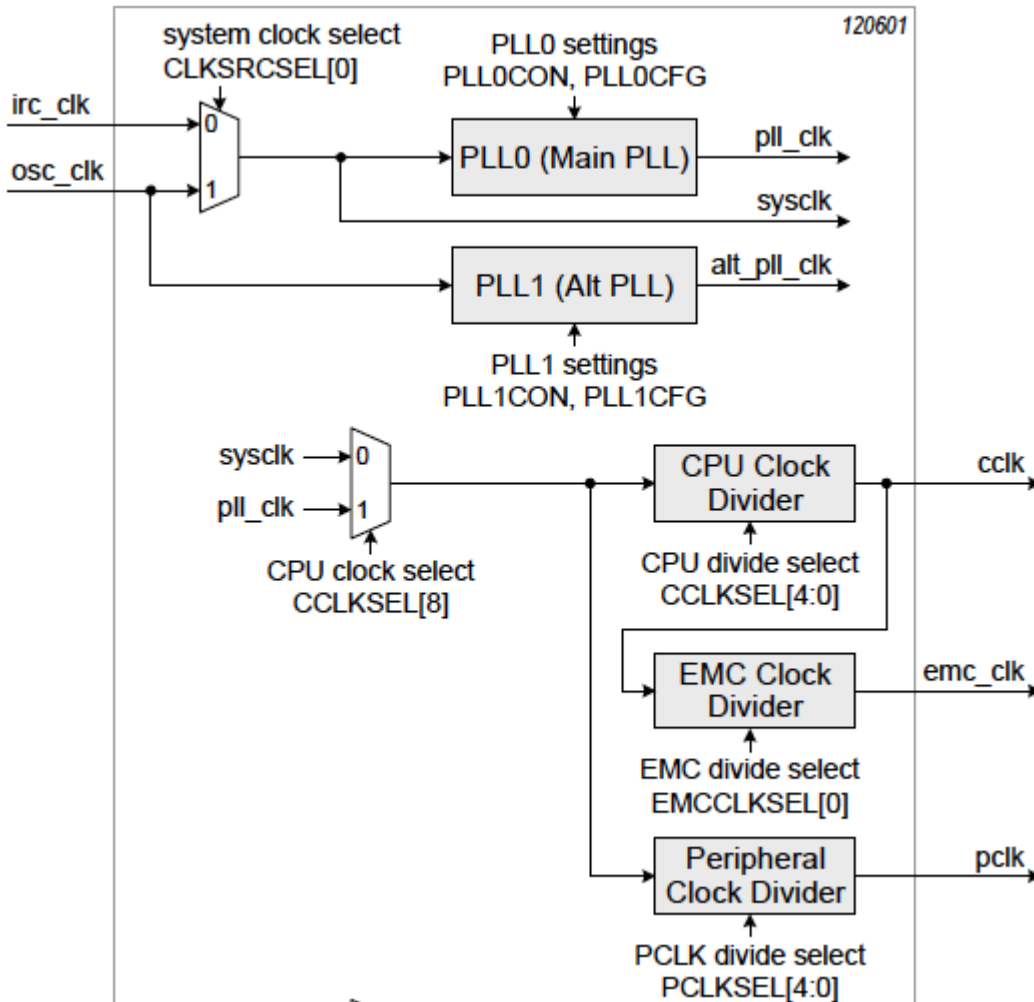 120601
system clock select
CLKSRCSEL[0]
PLL0 settings
PLL0CON, PLL0CFG
irc_clk
0
osc_clk
1
PLL0 (Main PLL)
pll_clk
sysclk
PLL1 (Alt PLL)
alt_pll_clk
PLL1 settings
PLL1CON, PLL1CFG
sysclk
0
pll_clk
1
CPU clock select
CCLKSEL[8]
CPU Clock
Divider
cclk
CPU divide select
CCLKSEL[4:0]
EMC Clock
Divider
emc_clk
EMC divide select
EMCCLKSEL[0]
Peripheral
Clock Divider
pclk
PCLK divide select
PCLKSEL[4:0]